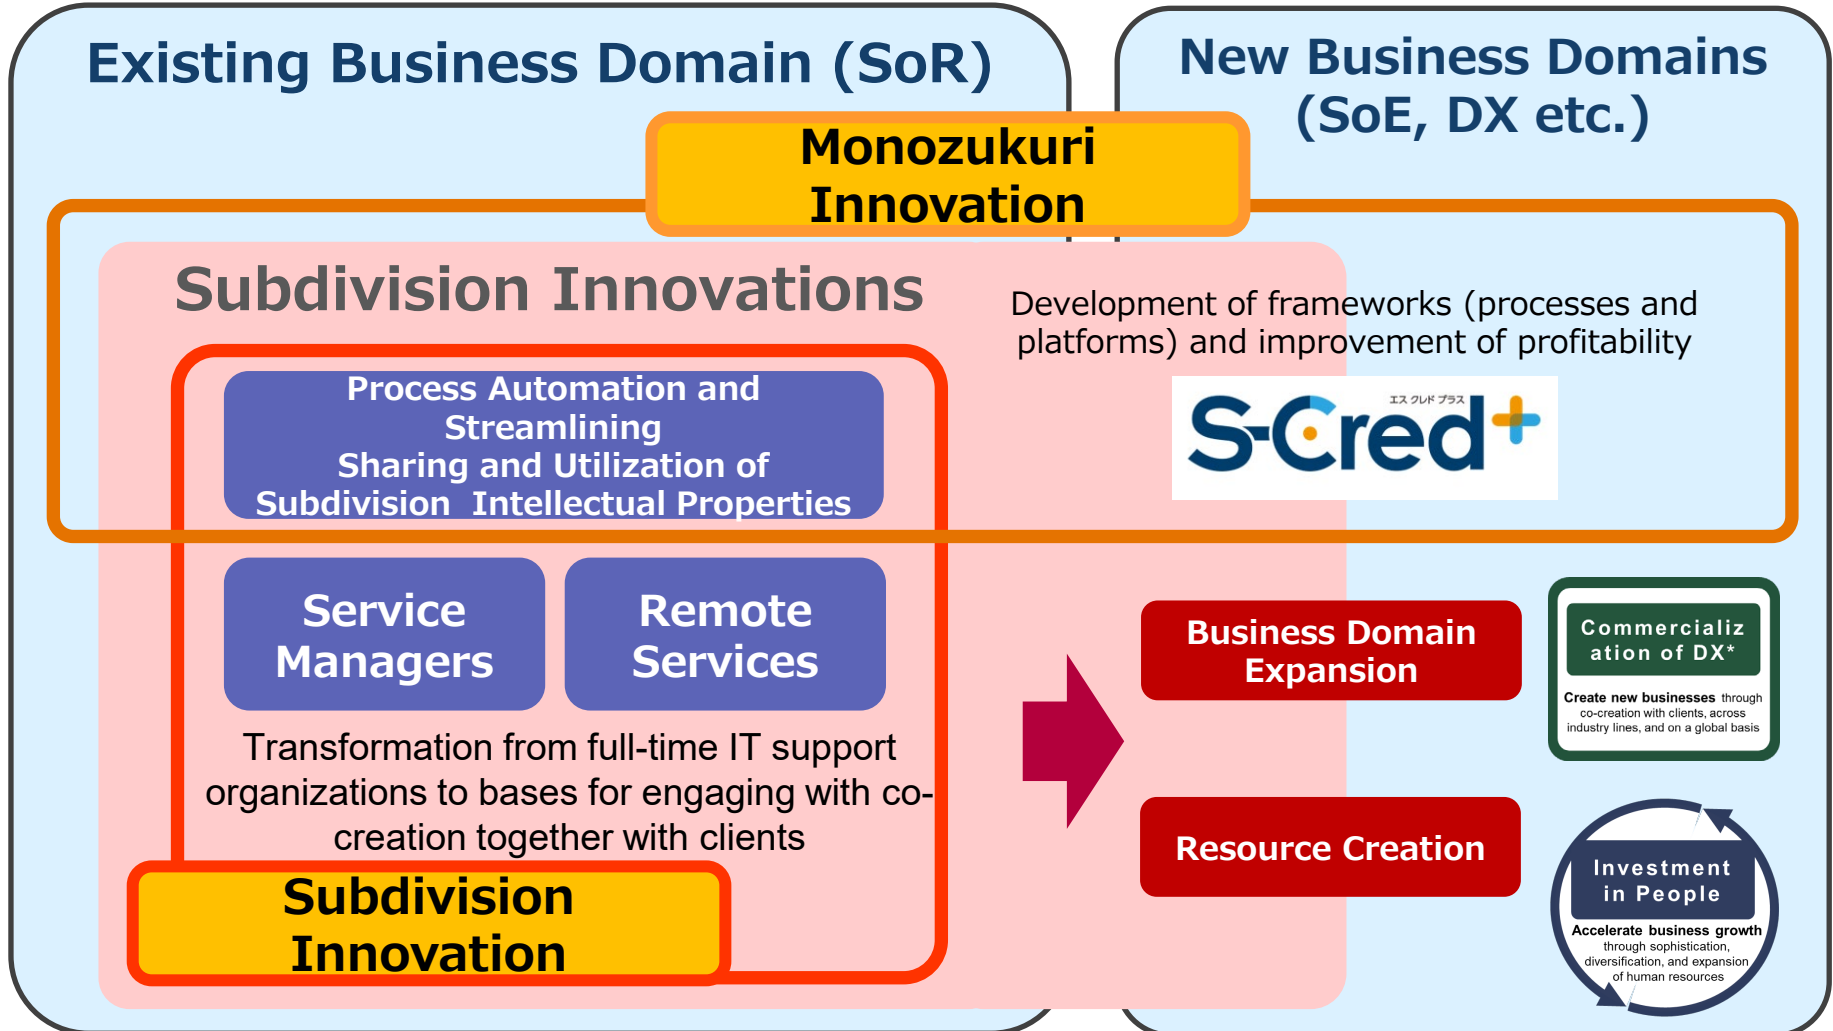 Existing Business Domain (SoR)
New Business Domains
(SoE, DX etc.)
Monozukuri
Innovation
Subdivision Innovations
Development of frameworks (processes and
platforms) and improvement of profitability
エス クレド プラス
S-Cred+
Process Automation and
Streamlining
Sharing and Utilization of
Subdivision Intellectual Properties
Service
Managers
Remote
Services
Transformation from full-time IT support
organizations to bases for engaging with co-
creation together with clients
Subdivision
Innovation
Business Domain
Expansion
Resource Creation
Commercializ
ation of DX*
Create new businesses through
co-creation with clients, across
industry lines, and on a global basis
Investment
in People
Accelerate business growth
through sophistication,
diversification, and expansion
of human resources